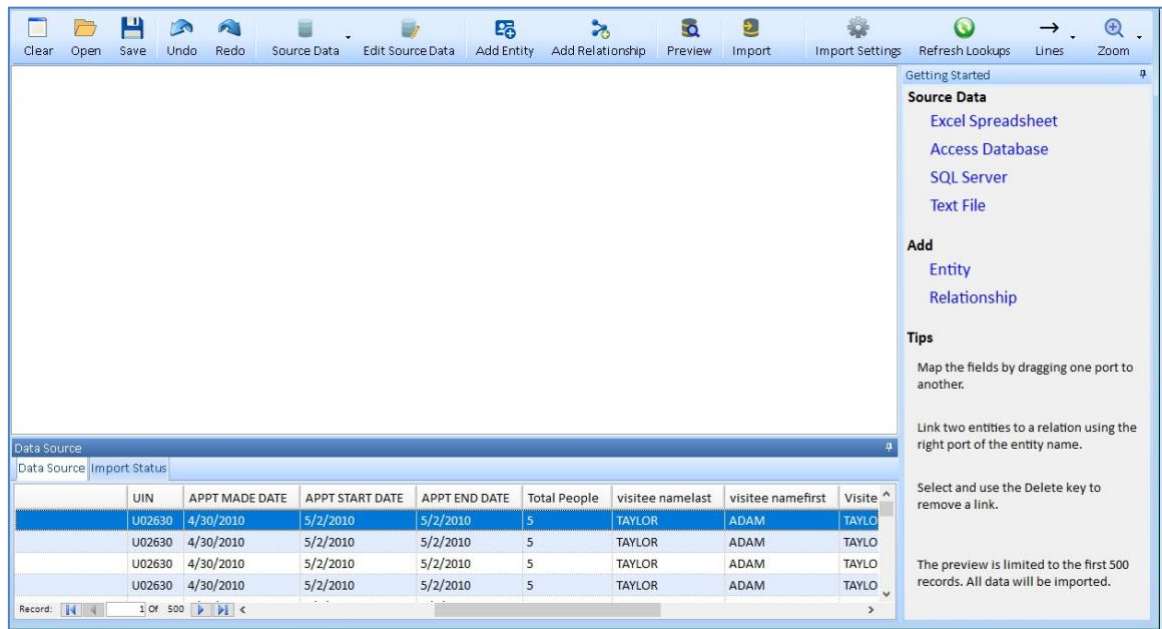 Clear Open Save Undo Redo Source Data Edit Source Data Add Entity Add Relationship Preview Import Import Settings Refresh Lookups Lines Zoom
Getting Started
Source Data
Excel Spreadsheet
Access Database
SQL Server
Text File
Add
Entity
Relationship
Tips
Map the fields by dragging one port to
another.
Link two entities to a relation using the
right port of the entity name.
Select and use the Delete key to
remove a link.
The preview is limited to the first 500
records. All data will be imported.
Data Source
Data Source Import Status
UIN APPT MADE DATE APPT START DATE APPT END DATE Total People visitee namelast visitee namefirst Visite
U02630 4/30/2010 5/2/2010 5/2/2010 5 TAYLOR ADAM TAYLO
U02630 4/30/2010 5/2/2010 5/2/2010 5 TAYLOR ADAM TAYLO
U02630 4/30/2010 5/2/2010 5/2/2010 5 TAYLOR ADAM TAYLO
U02630 4/30/2010 5/2/2010 5/2/2010 5 TAYLOR ADAM TAYLO
Record: 1 Of 500